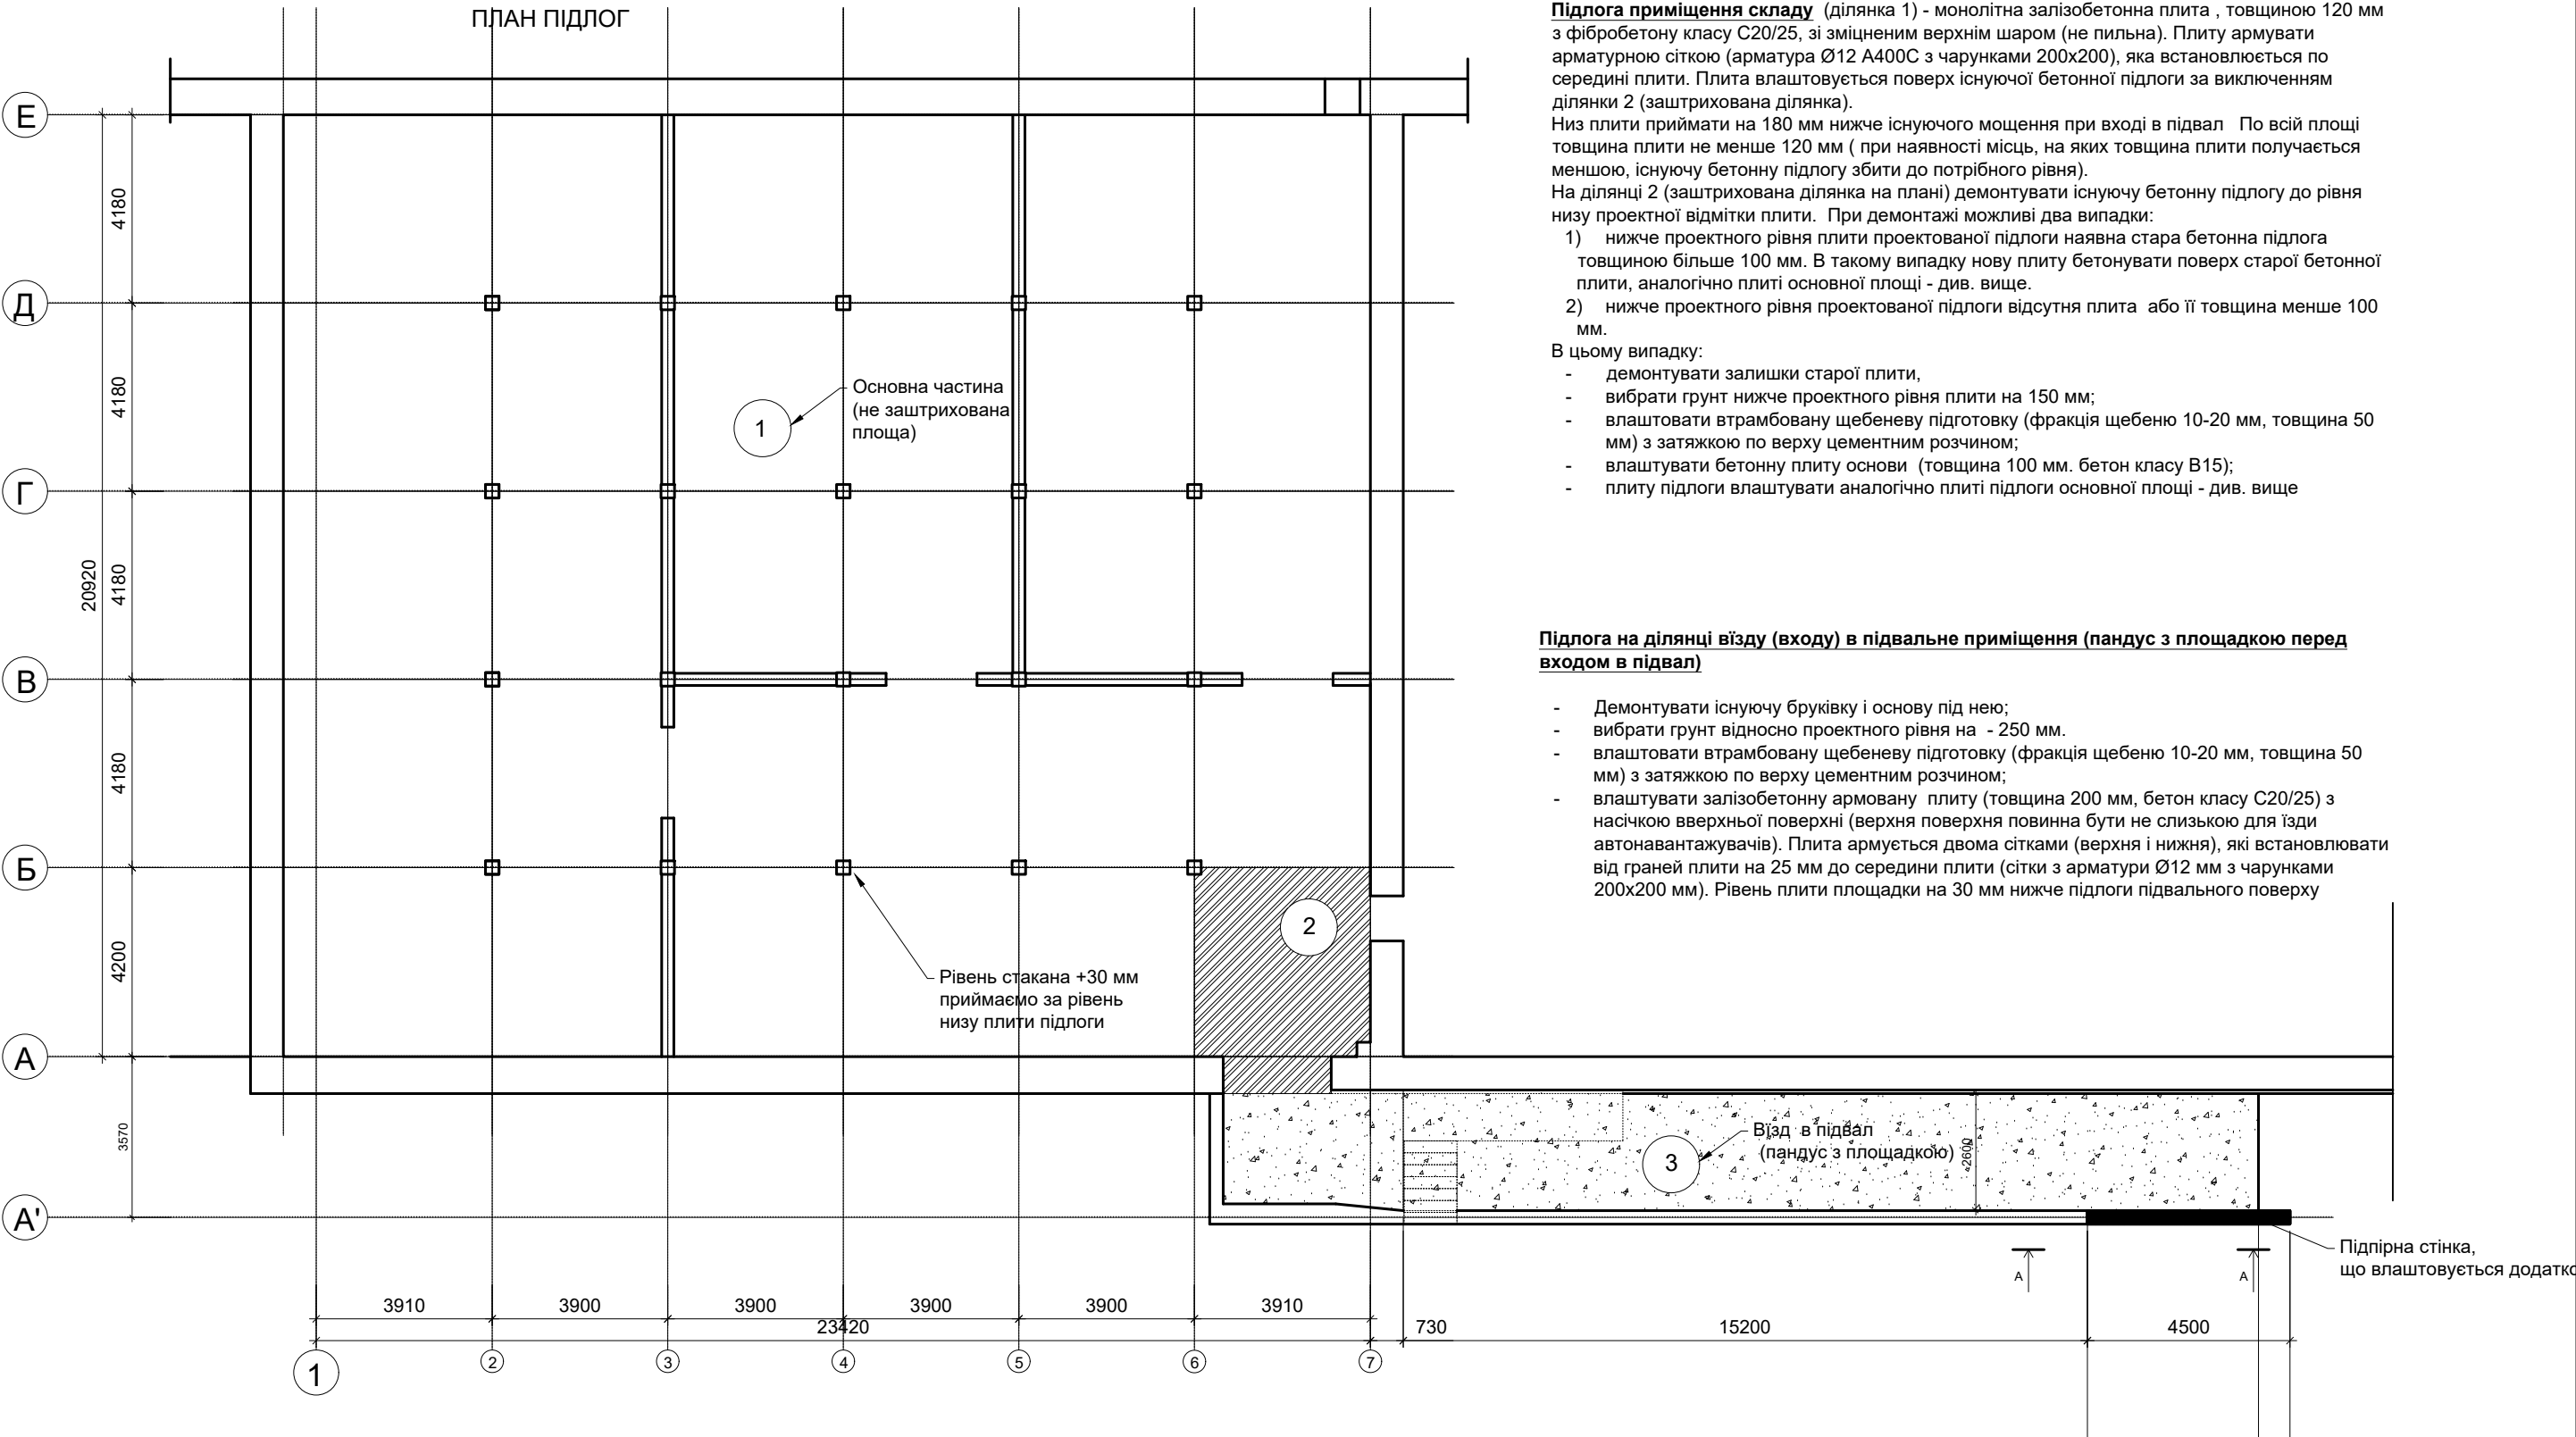 ПЛАН ПІДЛОГ
Підлога приміщення складу (ділянка 1) - монолітна залізобетонна плита , товщиною 120 мм
з фібробетону класу С20/25, зі зміцненим верхнім шаром (не пильна). Плиту армувати
арматурною сіткою (арматура Ø12 А400С з чарунками 200х200), яка встановлюється по
середині плити. Плита влаштовується поверх існуючої бетонної підлоги за виключенням
ділянки 2 (заштрихована ділянка).
Низ плити приймати на 180 мм нижче існуючого мощення при вході в підвал По всій площі
товщина плити не менше 120 мм ( при наявності місць, на яких товщина плити получається
меншою, існуючу бетонну підлогу збити до потрібного рівня).
На ділянці 2 (заштрихована ділянка на плані) демонтувати існуючу бетонну підлогу до рівня
низу проектної відмітки плити. При демонтажі можливі два випадки:
1) нижче проектного рівня плити проектованої підлоги наявна стара бетонна підлога
товщиною більше 100 мм. В такому випадку нову плиту бетонувати поверх старої бетонної
плити, аналогічно плиті основної площі - див. вище.
2) нижче проектного рівня проектованої підлоги відсутня плита або її товщина менше 100
мм.
В цьому випадку:
- демонтувати залишки старої плити,
- вибрати грунт нижче проектного рівня плити на 150 мм;
- влаштовати втрамбовану щебеневу підготовку (фракція щебеню 10-20 мм, товщина 50
мм) з затяжкою по верху цементним розчином;
- влаштувати бетонну плиту основи (товщина 100 мм. бетон класу В15);
- плиту підлоги влаштувати аналогічно плиті підлоги основної площі - див. вище
Підлога на ділянці вїзду (входу) в підвальне приміщення (пандус з площадкою перед
входом в підвал)
- Демонтувати існуючу бруківку і основу під нею;
- вибрати грунт відносно проектного рівня на - 250 мм.
- влаштовати втрамбовану щебеневу підготовку (фракція щебеню 10-20 мм, товщина 50
мм) з затяжкою по верху цементним розчином;
- влаштувати залізобетонну армовану плиту (товщина 200 мм, бетон класу С20/25) з
насічкою вверхньої поверхні (верхня поверхня повинна бути не слизькою для їзди
автонавантажувачів). Плита армується двома сітками (верхня і нижня), які встановлювати
від граней плити на 25 мм до середини плити (сітки з арматури Ø12 мм з чарунками
200х200 мм). Рівень плити площадки на 30 мм нижче підлоги підвального поверху
Е
Д
Г
В
Б
А
А'
4180
4180
4180
4180
4200
20920
3570
1
Основна частина
(не заштрихована
площа)
2
Рівень стакана +30 мм
приймаємо за рівень
низу плити підлоги
3
Вїзд в підвал
(пандус з площадкою)
2600
Підпірна стінка,
що влаштовується додатко
А
А
3910
3900
3900
3900
3900
3910
23420
730
15200
4500
1
2
3
4
5
6
7